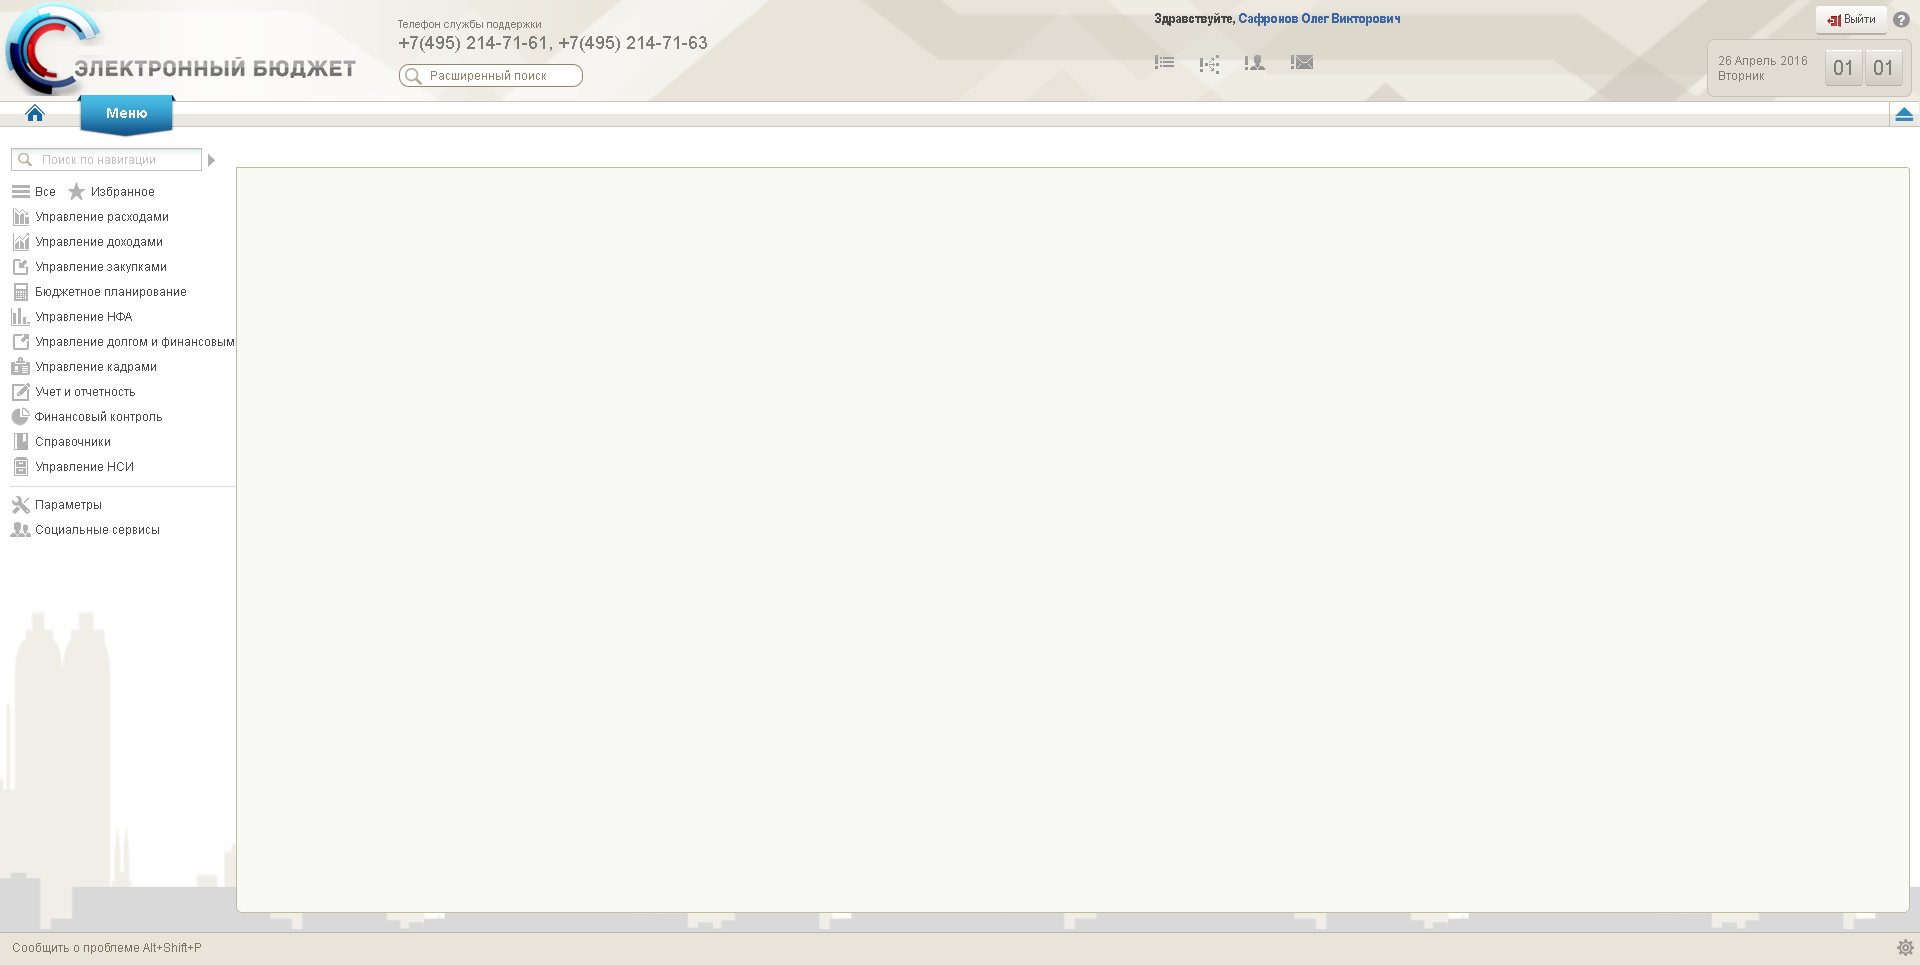 Телефон службы поддержки
+7(495) 214-71-61, +7(495) 214-71-63
ЭЛЕКТРОННЫЙ БЮДЖЕТ
Расширенный поиск
Здравствуйте, Сафронов Олег Викторович
Выйти
?
26 Апрель 2016
Вторник
01 01
Меню
Поиск по навигации
Все Избранное
Управление расходами
Управление доходами
Управление закупками
Бюджетное планирование
Управление НФА
Управление долгом и финансовым
Управление кадрами
Учет и отчетность
Финансовый контроль
Справочники
Управление НСИ
Параметры
Социальные сервисы
Сообщить о проблеме Alt+Shift+P